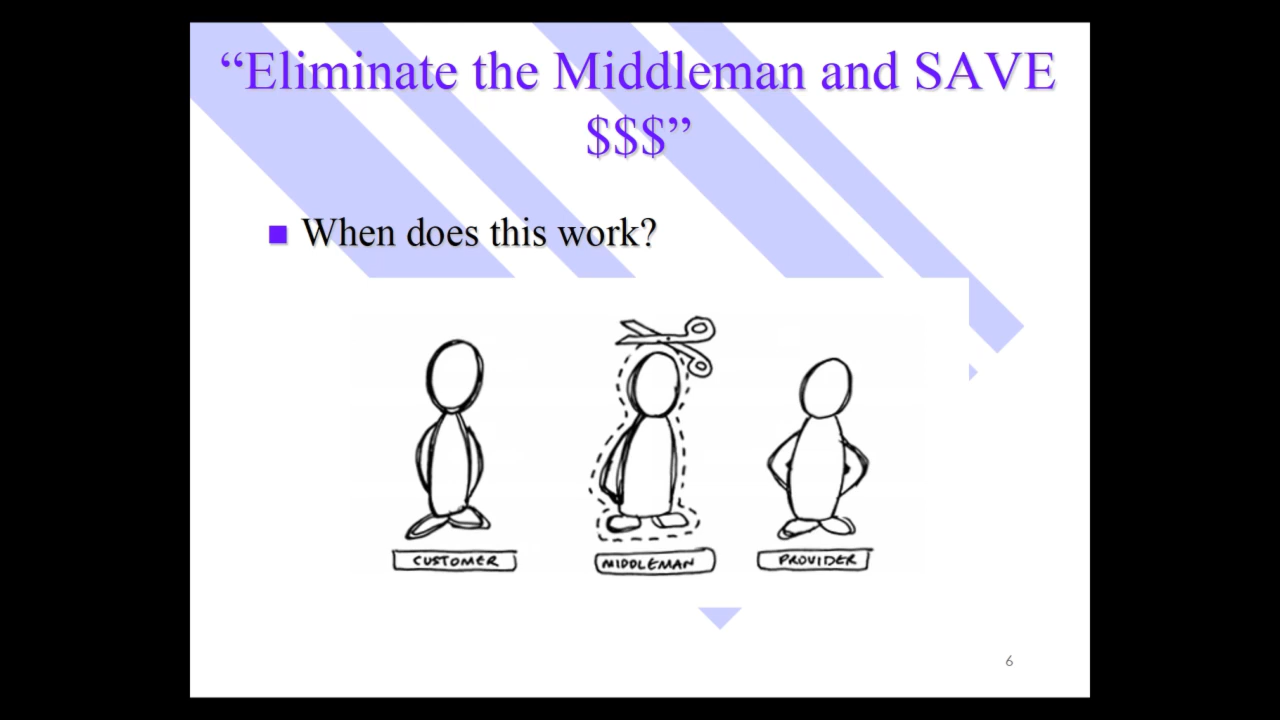 “Eliminate the Middleman and SAVE
$$$”
When does this work?
CUSTOMER
MIDDLEMAN
PROVIDER
6